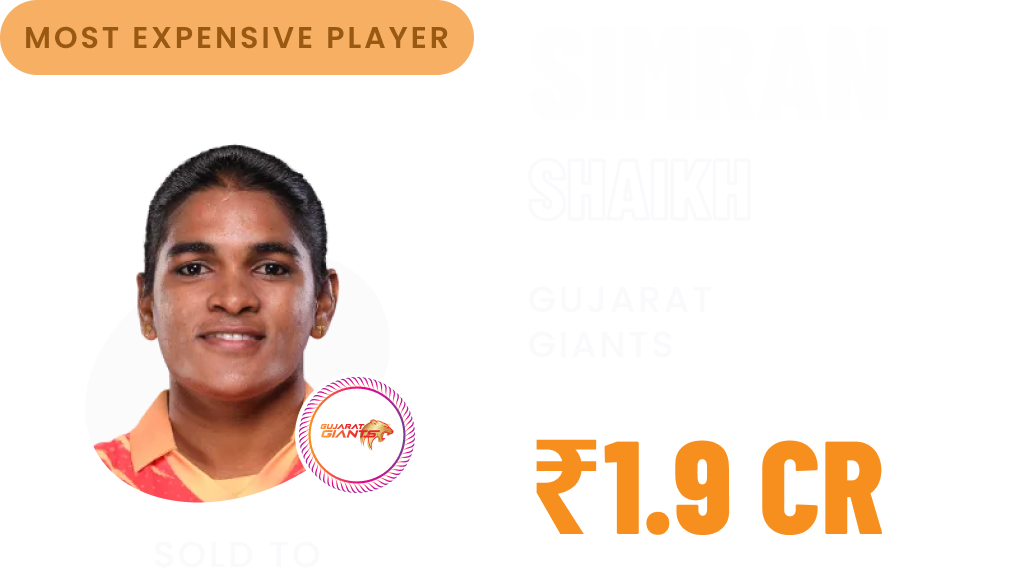 MOST EXPENSIVE PLAYER
SIMRAN
SHAIKH
GUJARAT
GIANTS
₹1.9 CR
GUJARAT
GIANTS
SOLD TO